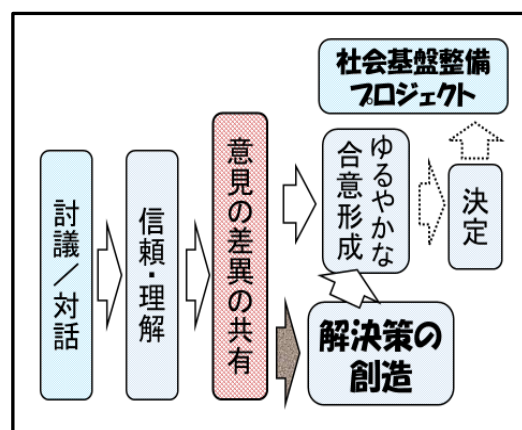 社会基盤整備
プロジェクト
討議／対話
信頼・理解
意見の差異の共有
ゆるやかな
合意形成
決定
解決策の
創造